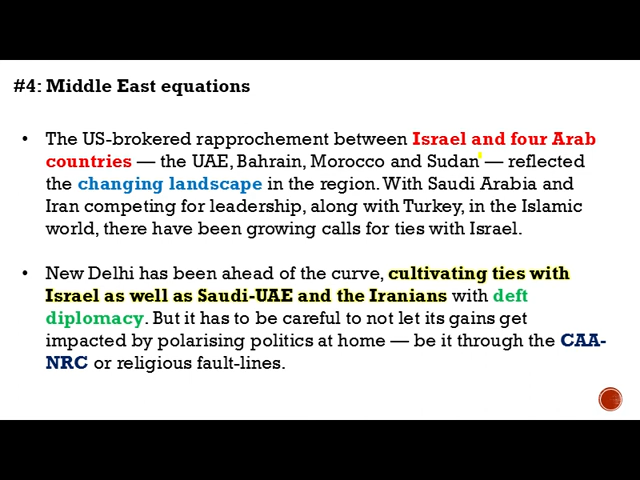 #4: Middle East equations
• The US-brokered rapprochement between Israel and four Arab
countries — the UAE, Bahrain, Morocco and Sudan — reflected
the changing landscape in the region. With Saudi Arabia and
Iran competing for leadership, along with Turkey, in the Islamic
world, there have been growing calls for ties with Israel.
• New Delhi has been ahead of the curve, cultivating ties with
Israel as well as Saudi-UAE and the Iranians with deft
diplomacy. But it has to be careful to not let its gains get
impacted by polarising politics at home — be it through the CAA-
NRC or religious fault-lines.